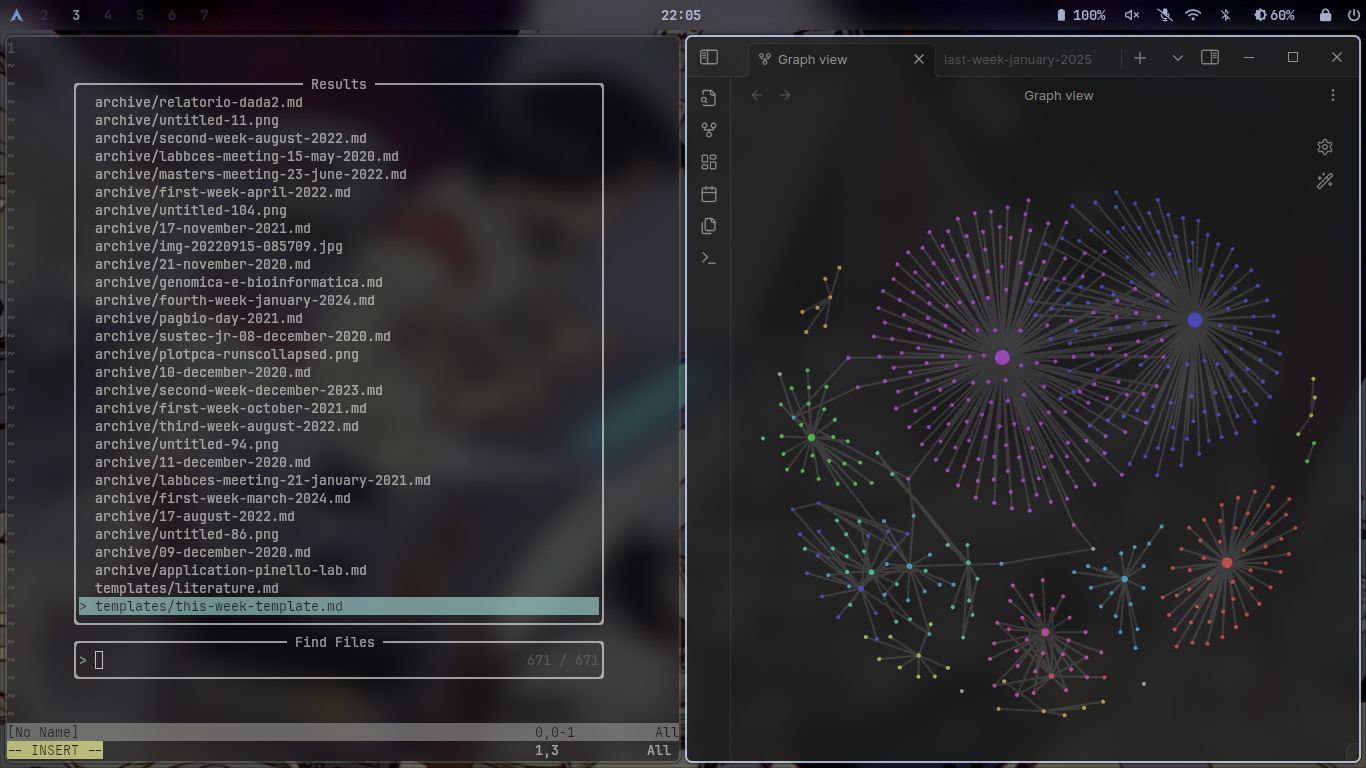 2 3 4 5 6 7
22:05
100%
60%
1
Results
archive/relatorio-dada2.md
archive/untitled-11.png
archive/second-week-august-2022.md
archive/labbces-meeting-15-may-2020.md
archive/masters-meeting-23-june-2022.md
archive/first-week-april-2022.md
archive/untitled-104.png
archive/17-november-2021.md
archive/img-20220915-085709.jpg
archive/21-november-2020.md
archive/genomica-e-bioinformatica.md
archive/fourth-week-january-2024.md
archive/pagbio-day-2021.md
archive/sustec-jr-08-december-2020.md
archive/plotpca-runscollapsed.png
archive/10-december-2020.md
archive/second-week-december-2023.md
archive/first-week-october-2021.md
archive/third-week-august-2022.md
archive/untitled-94.png
archive/11-december-2020.md
archive/labbces-meeting-21-january-2021.md
archive/first-week-march-2024.md
archive/17-august-2022.md
archive/untitled-86.png
archive/09-december-2020.md
archive/application-pinello-lab.md
templates/literature.md
> templates/this-week-template.md
Find Files
> 671 / 671
[No Name] 0,0-1 All
-- INSERT -- 1,3 All
Graph view
last-week-january-2025
Graph view